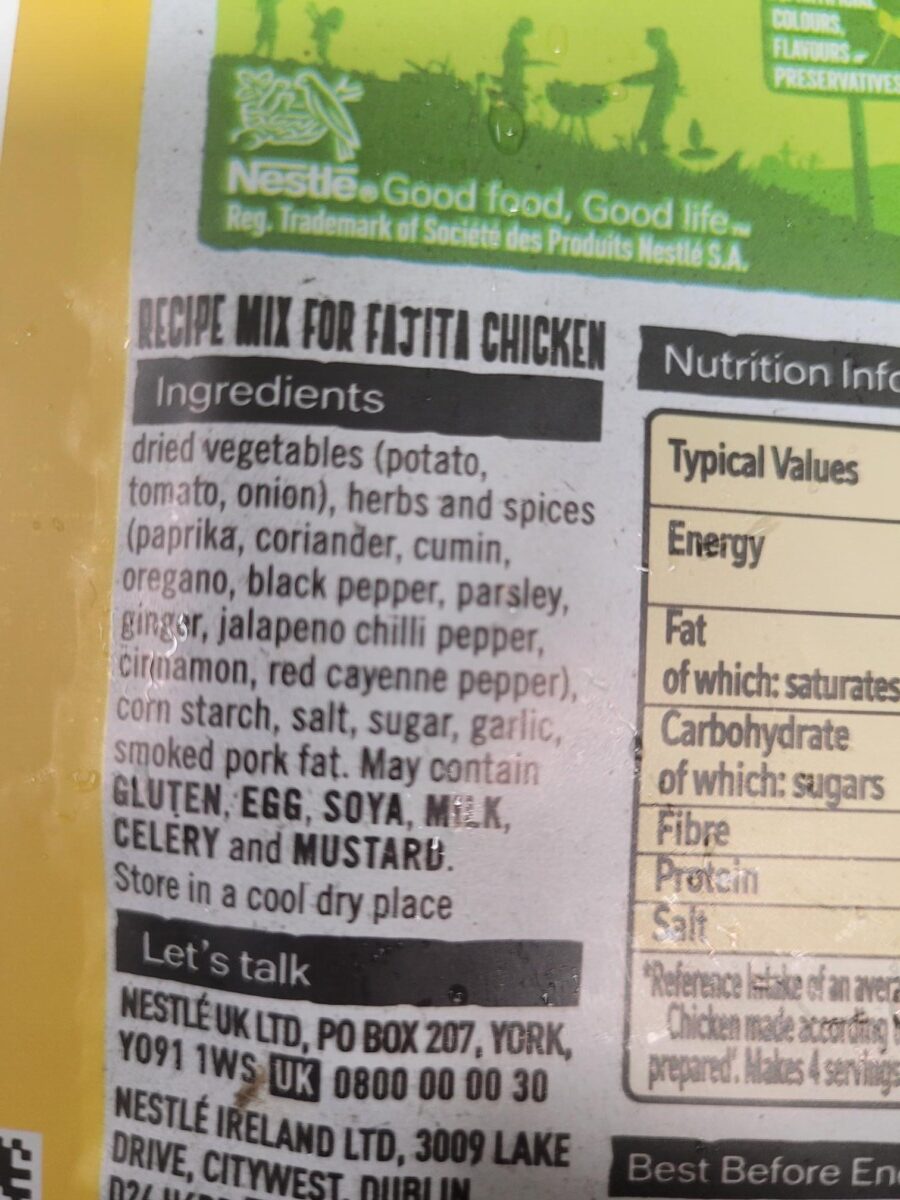 COLOURS,
FLAVOURS
PRESERVATIVES
Nestlé® Good food, Good life™
Reg. Trademark of Société des Produits Nestlé S.A.
RECIPE MIX FOR FAJITA CHICKEN
Ingredients
dried vegetables (potato,
tomato, onion), herbs and spices
(paprika, coriander, cumin,
oregano, black pepper, parsley,
ginger, jalapeno chilli pepper,
cinnamon, red cayenne pepper),
corn starch, salt, sugar, garlic,
smoked pork fat. May contain
GLUTEN, EGG, SOYA, MILK,
CELERY and MUSTARD.
Store in a cool dry place
Let's talk
NESTLÉ UK LTD, PO BOX 207, YORK,
YO91 1WS UK 0800 00 00 30
NESTLÉ IRELAND LTD, 3009 LAKE
DRIVE, CITYWEST, DUBLIN
Nutrition Info
Typical Values
Energy
Fat
of which: saturates
Carbohydrate
of which: sugars
Fibre
Protein
Salt
*Reference Intake of an avera
Chicken made according
prepared'. Makes 4 servings
Best Before En